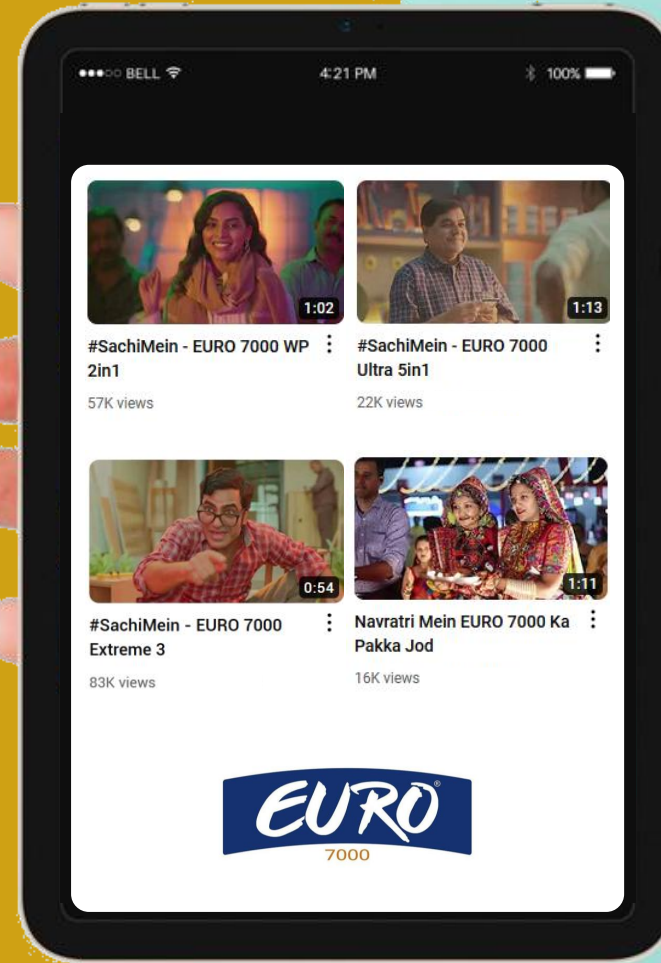 BELL 4:21 PM 100%
1:02
#SachiMein - EURO 7000 WP
2in1
57K views
1:13
#SachiMein - EURO 7000
Ultra 5in1
22K views
0:54
#SachiMein - EURO 7000
Extreme 3
83K views
1:11
Navratri Mein EURO 7000 Ka
Pakka Jod
16K views
EURO®
7000